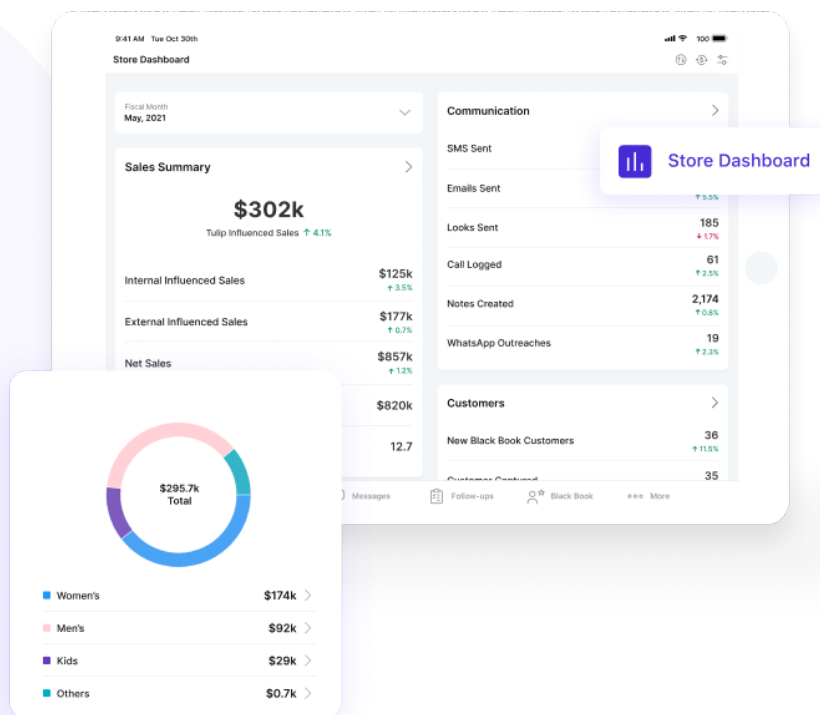 9:41 AM Tue Oct 30th
100
Store Dashboard
Fiscal Month
May, 2021
Sales Summary
$302k
Tulip Influenced Sales ↑ 4.1%
Internal Influenced Sales
$125k
↑ 3.5%
External Influenced Sales
$177k
↑ 0.7%
Net Sales
$857k
↑ 1.2%
$820k
12.7
Communication
SMS Sent
Store Dashboard
Emails Sent
↑ 5.5%
Looks Sent
185
↓ 1.7%
Call Logged
61
↑ 2.5%
Notes Created
2,174
↑ 0.8%
WhatsApp Outreaches
19
↑ 2.3%
Customers
New Black Book Customers
36
↑ 11.5%
Customer Captured
35
Messages
Follow-ups
Black Book
More
$295.7k
Total
Women's
$174k
Men's
$92k
Kids
$29k
Others
$0.7k